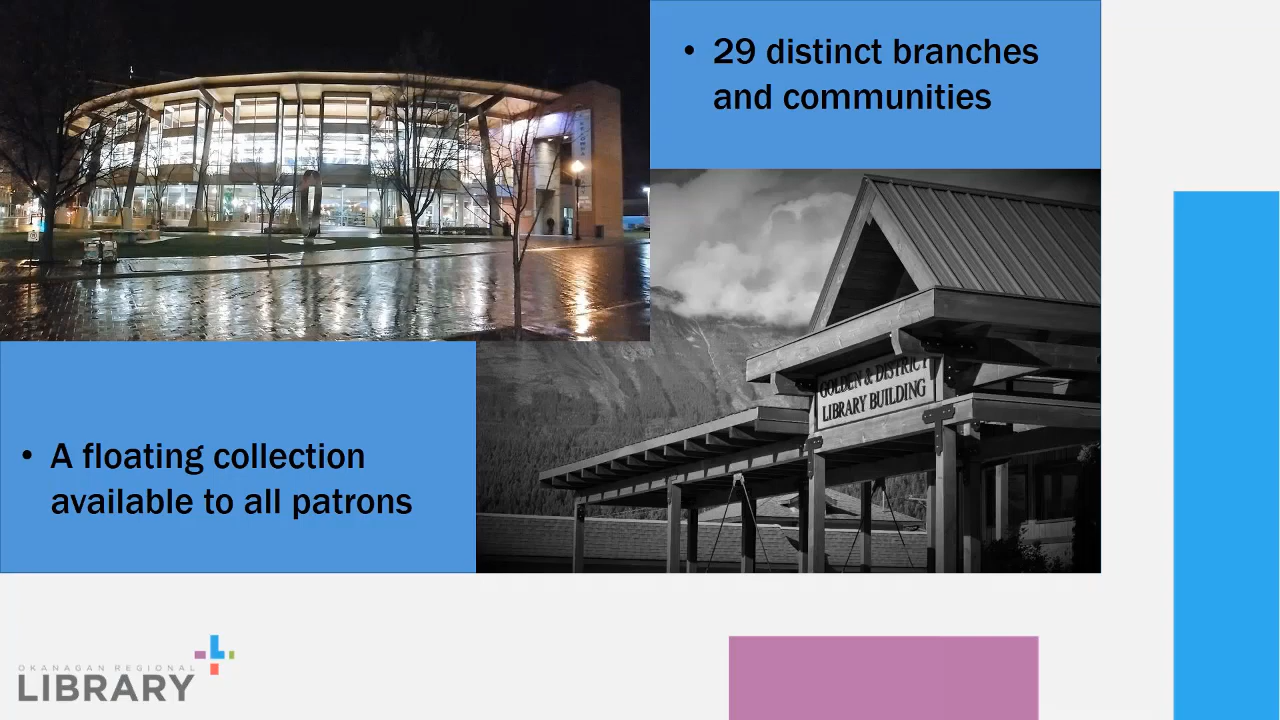 • 29 distinct branches
and communities
GOLDEN & DISTRICT
LIBRARY BUILDING
• A floating collection
available to all patrons
OKANAGAN REGIONAL
LIBRARY